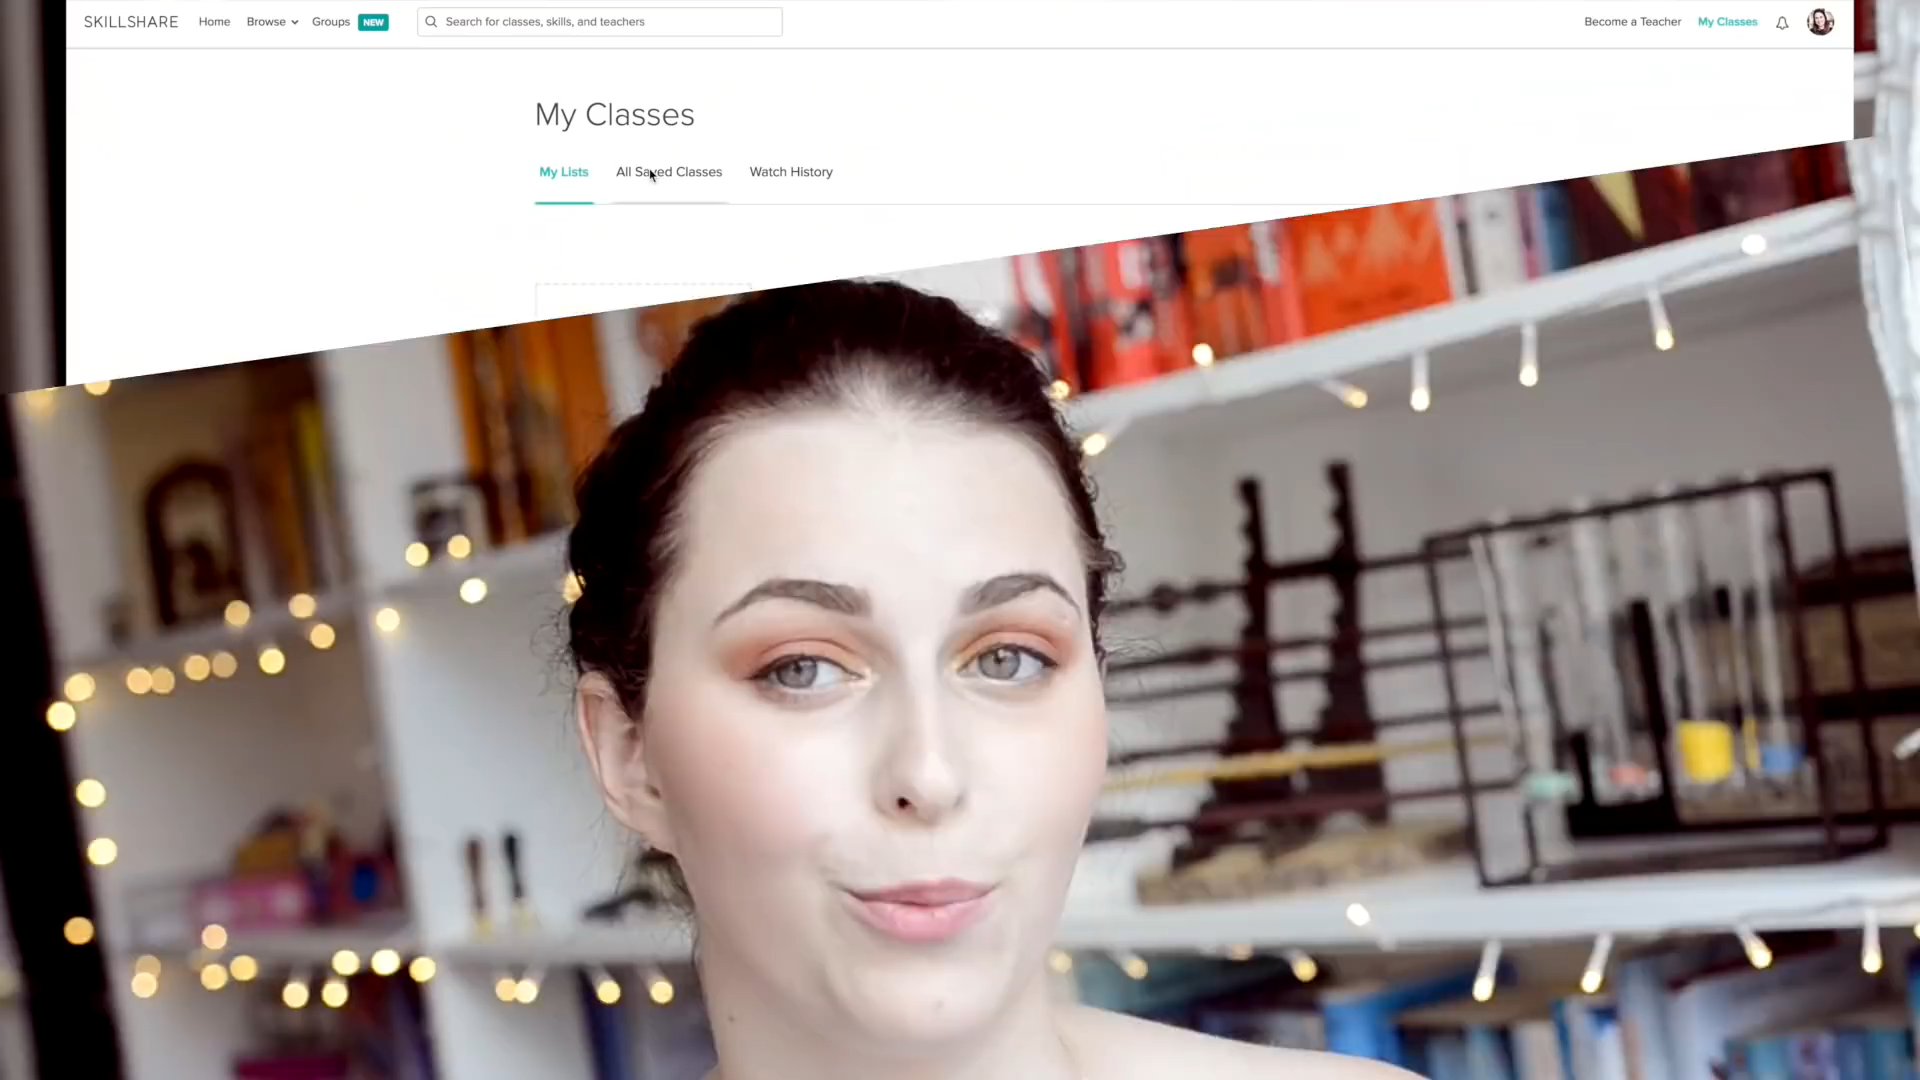 SKILLSHARE Home Browse Groups NEW Search for classes, skills, and teachers Become a Teacher My Classes
My Classes
My Lists All Saved Classes Watch History